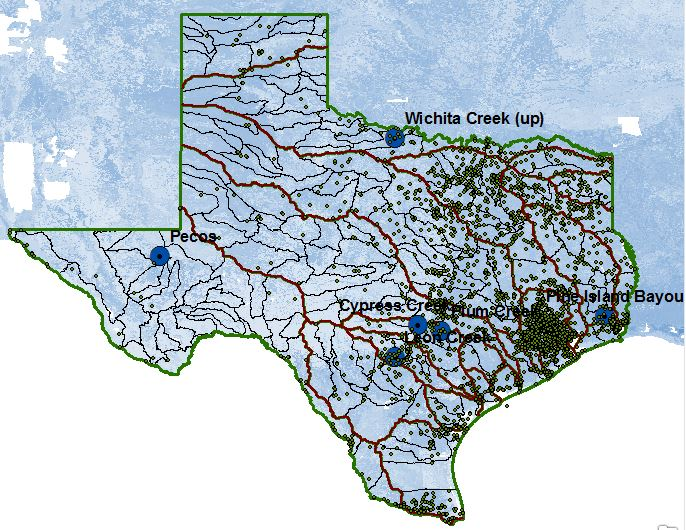 Wichita Creek (up)
Pecos
Pine Island Bayou
Cypress Creek
Plum Creek
Leon Creek